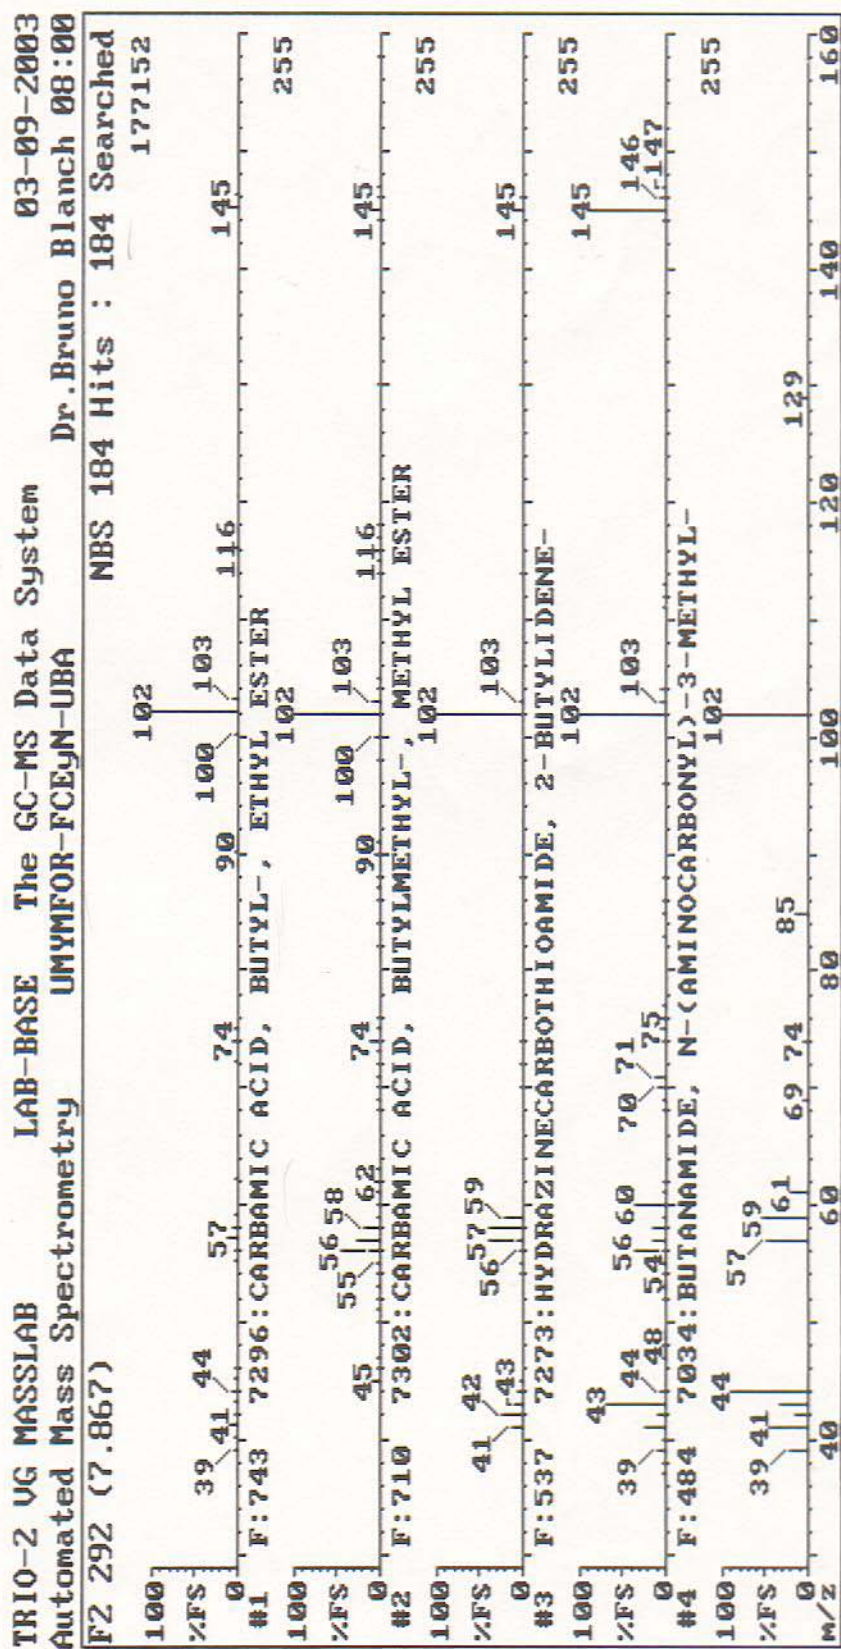 TRIO-2 VG MASSLAB LAB-BASE The GC-MS Data System 03-09-2003
Automated Mass Spectrometry UMYMFOR-FCEyN-UBA Dr.Bruno Blanch 08:00
F2 292 (7.867) NBS 184 Hits : 184 Searched
177152
100 102
%FS
39 41 44 57 74 90 100 103 116 145
0
#1 F:743 7296:CARBAMIC ACID, BUTYL-, ETHYL ESTER 255
100 102
%FS
45 55 56 58 62 74 90 100 103 116 145
0
#2 F:710 7302:CARBAMIC ACID, BUTYLMETHYL-, METHYL ESTER 255
100 102
%FS
41 42 43 56 57 59 103 145
0
#3 F:537 7273:HYDRAZINECARBOTHIOAMIDE, 2-BUTYLIDENE- 255
100 102 145
%FS
39 43 44 48 54 56 60 70 71 75 103 146 147
0
#4 F:484 7034:BUTANAMIDE, N-(AMINOCARBONYL)-3-METHYL- 255
100 102
%FS
39 41 44 57 59 61 69 74 85 129
0
m/z 40 60 80 100 120 140 160